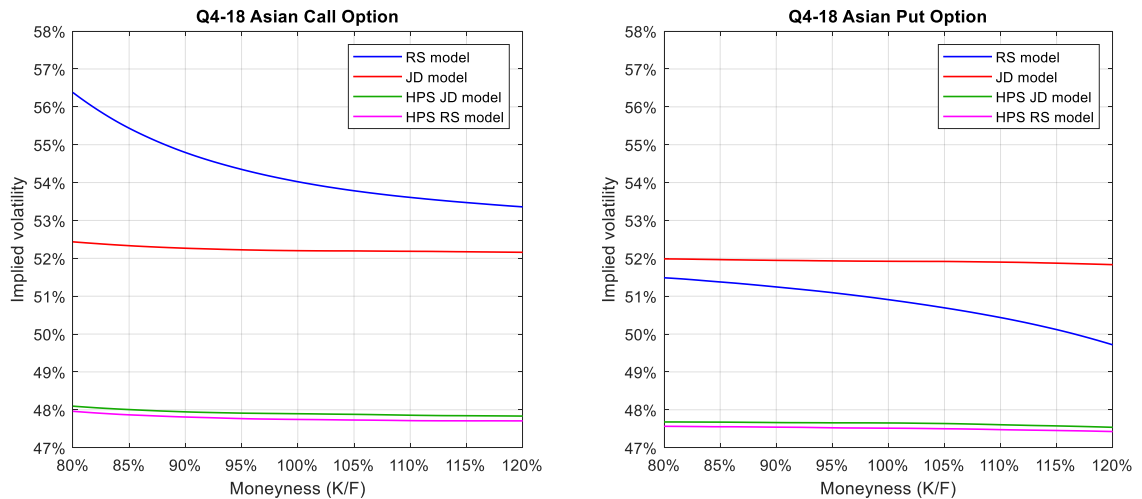 Q4-18 Asian Call Option
58%
57%
56%
55%
54%
53%
52%
51%
50%
49%
48%
47%
Implied volatility
80% 85% 90% 95% 100% 105% 110% 115% 120%
Moneyness (K/F)
RS model
JD model
HPS JD model
HPS RS model
Q4-18 Asian Put Option
58%
57%
56%
55%
54%
53%
52%
51%
50%
49%
48%
47%
Implied volatility
80% 85% 90% 95% 100% 105% 110% 115% 120%
Moneyness (K/F)
RS model
JD model
HPS JD model
HPS RS model